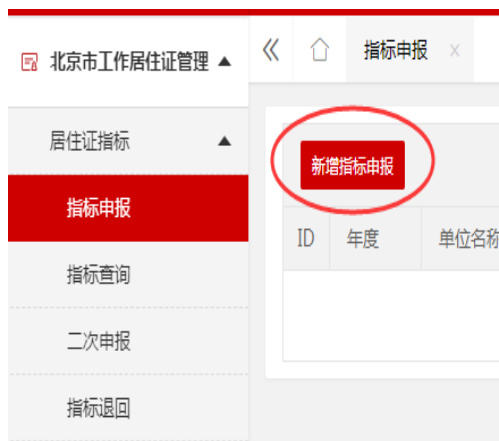 北京市工作居住证管理
指标申报
居住证指标
指标申报
指标查询
二次申报
指标退回
新增指标申报
ID 年度 单位名称